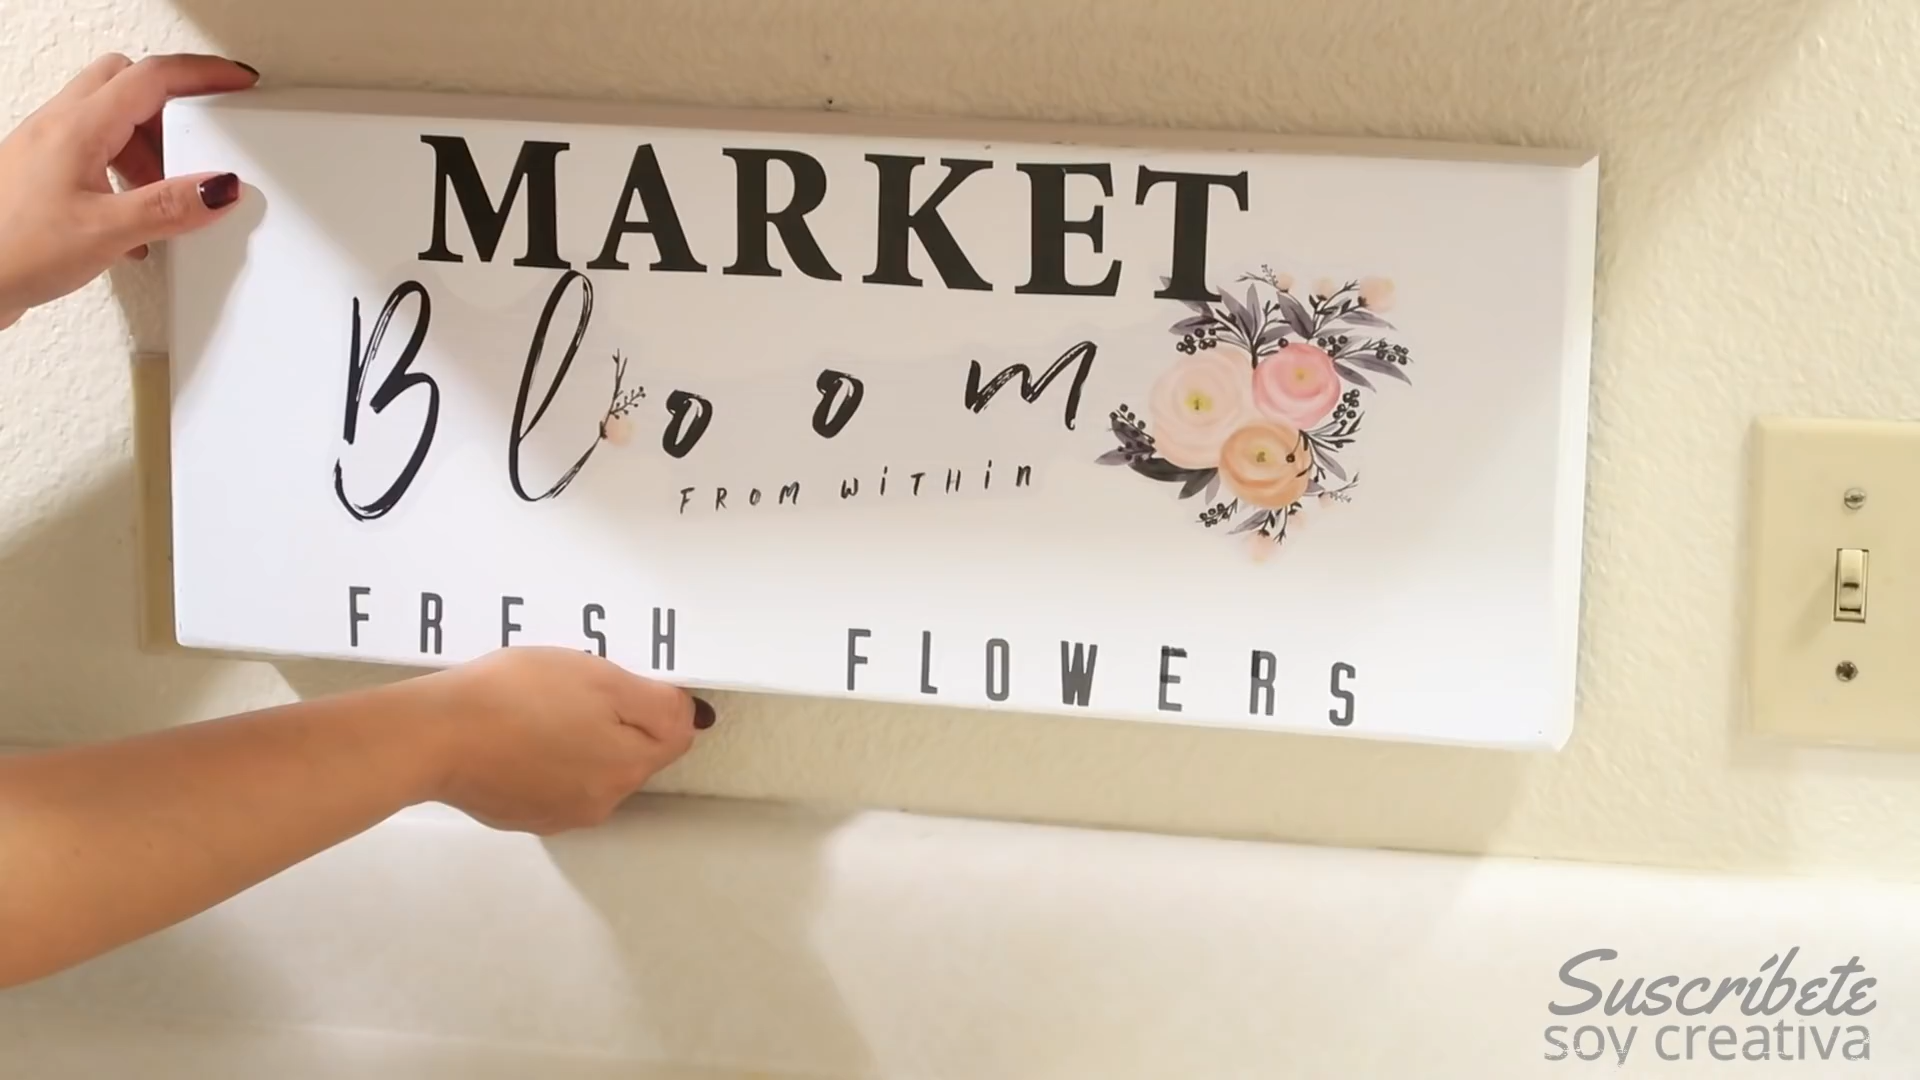 MARKET
Bloom
FROM WiTHin
FRESH FLOWERS
Suscríbete
soy creativa